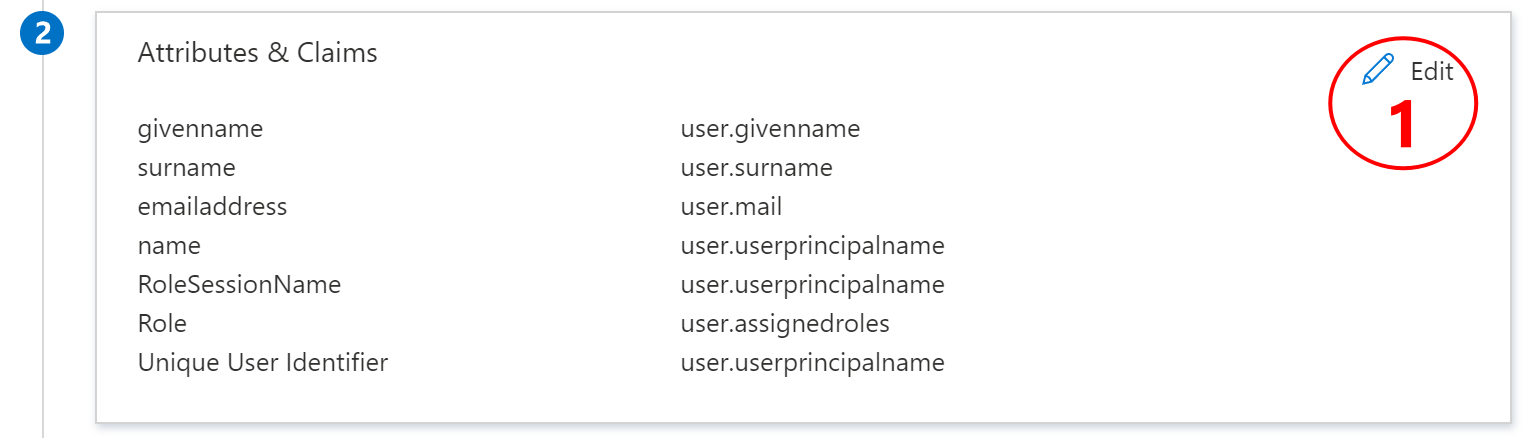 2
Attributes & Claims
Edit
1
givenname user.givenname
surname user.surname
emailaddress user.mail
name user.userprincipalname
RoleSessionName user.userprincipalname
Role user.assignedroles
Unique User Identifier user.userprincipalname